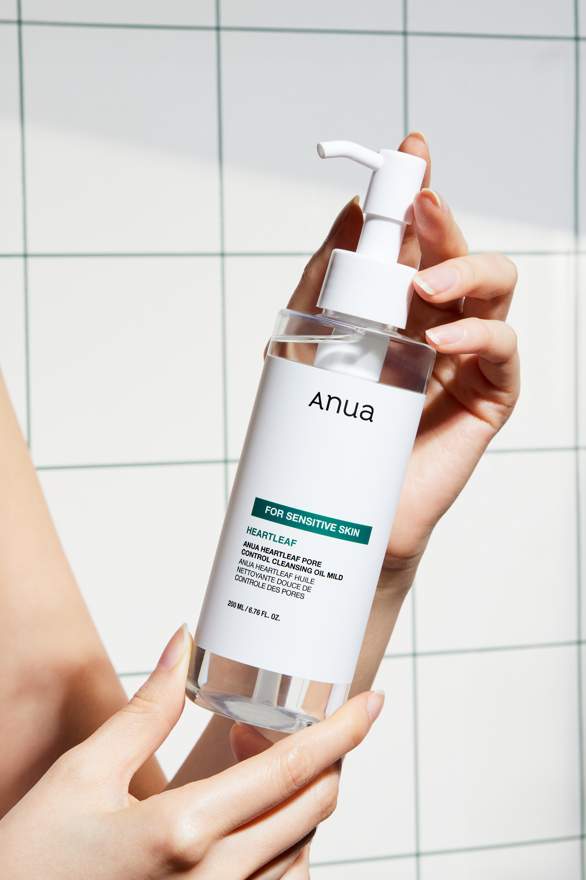 Anua
FOR SENSITIVE SKIN
HEARTLEAF
ANUA HEARTLEAF PORE
CONTROL CLEANSING OIL MILD
ANUA HEARTLEAF HUILE
NETTOYANTE DOUCE DE
CONTROLE DES PORES
200 ML / 6.76 FL. OZ.